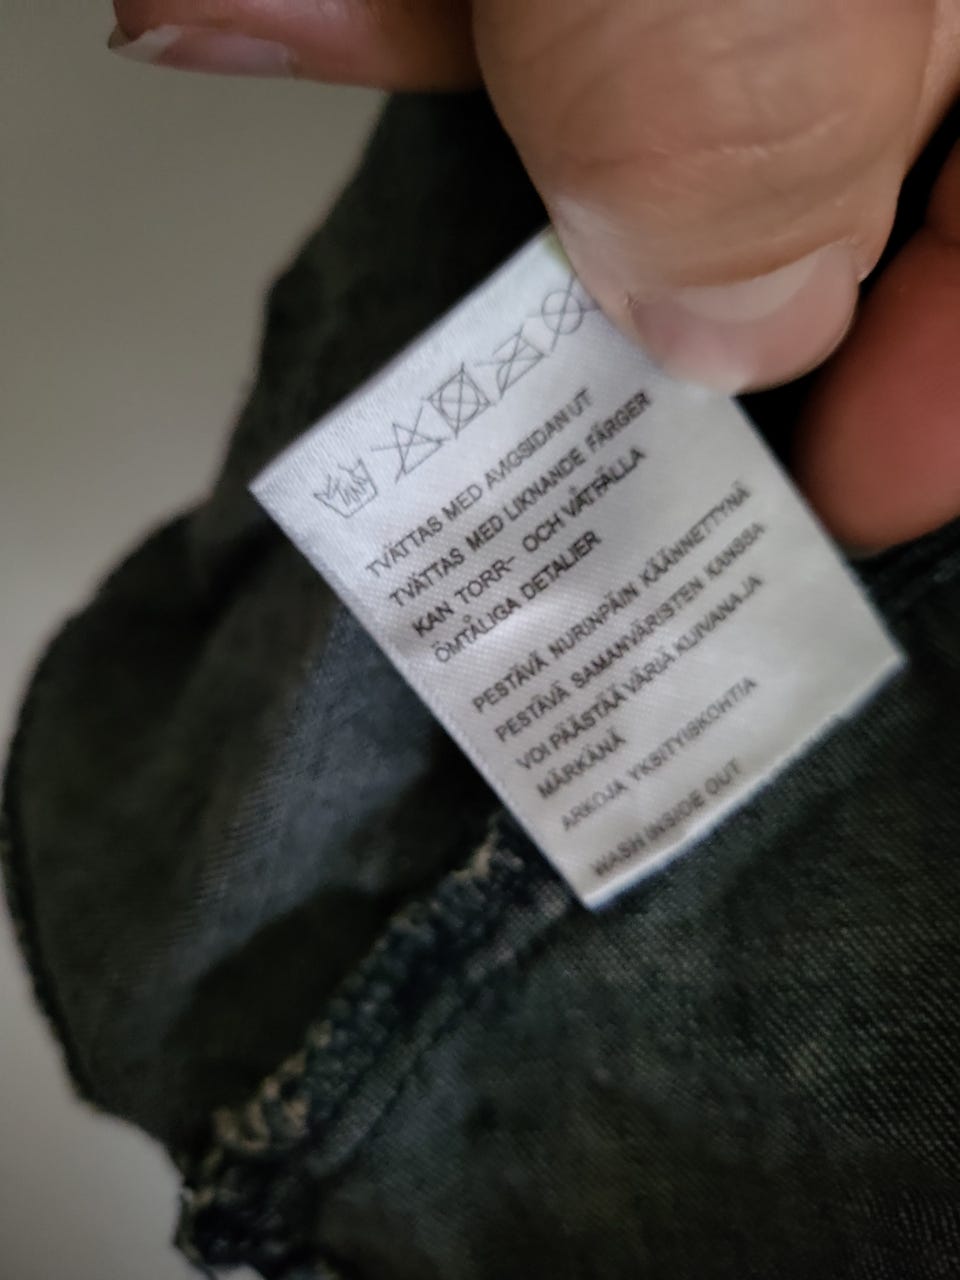 TVÄTTAS MED AVIGSIDAN UT
TVÄTTAS MED LIKNANDE FÄRGER
KAN TORR- OCH VÅTFÄLLA
ÖMTÅLIGA DETALJER
PESTÄVÄ NURINPÄIN KÄÄNNETTYNÄ
PESTÄVÄ SAMANVÄRISTEN KANSSA
VOI PÄÄSTÄÄ VÄRIÄ KUIVANA JA
MÄRKÄNÄ
ARKOJA YKSITYISKOHTIA
WASH INSIDE OUT